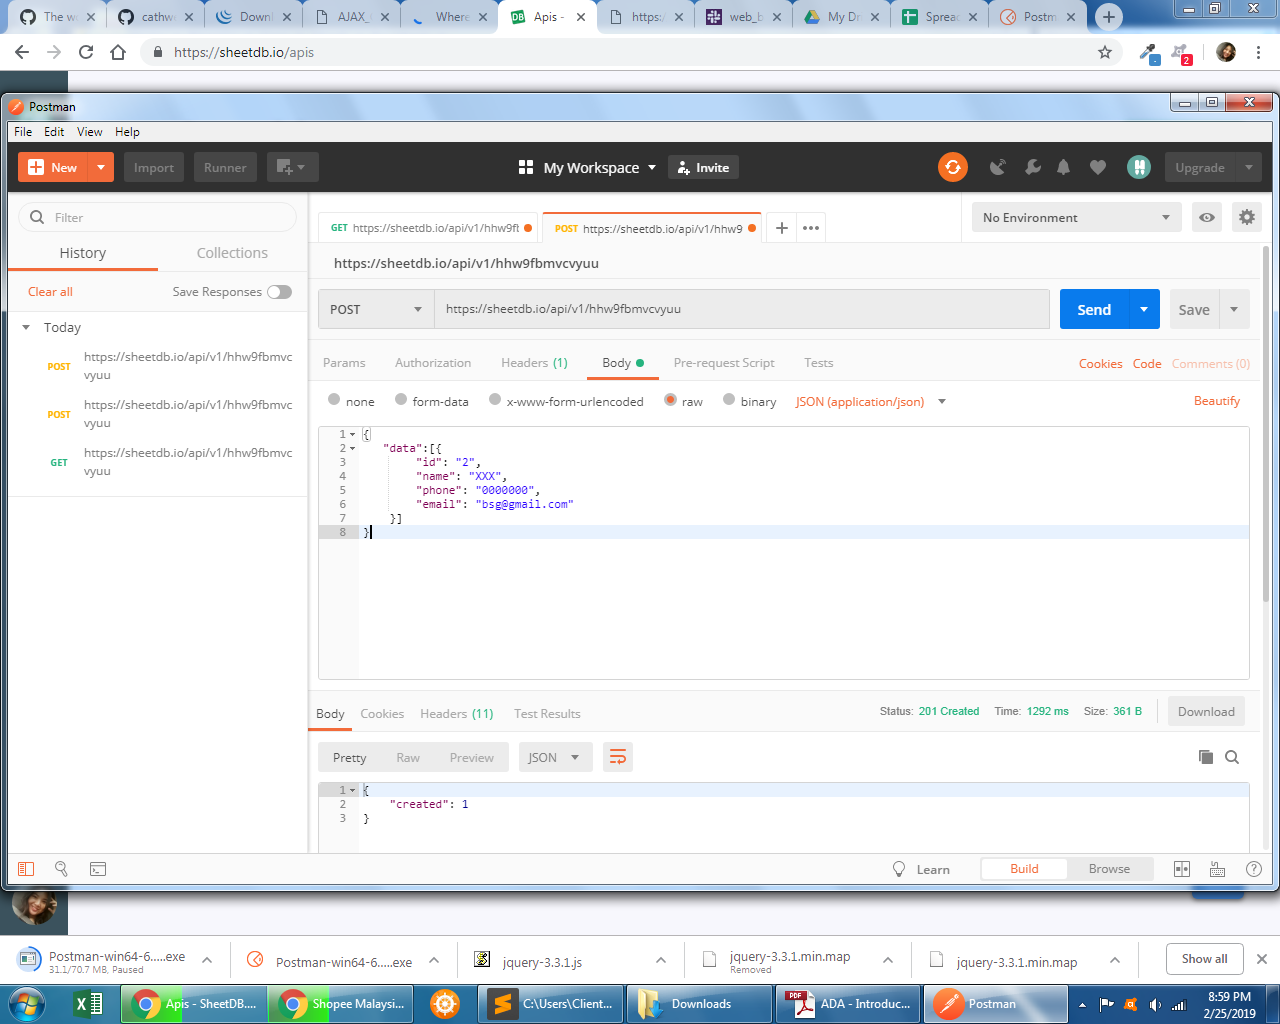 The w
cathw
Downl
AJAX_
Where
Apis -
https:/
web_b
My Dr
Spread
Postm
https://sheetdb.io/apis
2
Postman
File Edit View Help
New Import Runner My Workspace Invite Upgrade
Filter
History Collections
Clear all Save Responses
Today
POST https://sheetdb.io/api/v1/hhw9fbmvc
vyuu
POST https://sheetdb.io/api/v1/hhw9fbmvc
vyuu
GET https://sheetdb.io/api/v1/hhw9fbmvc
vyuu
GET https://sheetdb.io/api/v1/hhw9fb POST https://sheetdb.io/api/v1/hhw9 No Environment
https://sheetdb.io/api/v1/hhw9fbmvcvyuu
POST https://sheetdb.io/api/v1/hhw9fbmvcvyuu Send Save
Params Authorization Headers (1) Body Pre-request Script Tests Cookies Code Comments (0)
none form-data x-www-form-urlencoded raw binary JSON (application/json) Beautify
1 {
2 "data":[{
3 "id": "2",
4 "name": "XXX",
5 "phone": "0000000",
6 "email": "bsg@gmail.com"
7 }]
8 }
Body Cookies Headers (11) Test Results Status: 201 Created Time: 1292 ms Size: 361 B Download
Pretty Raw Preview JSON
1 {
2 "created": 1
3 }
Learn Build Browse
Postman-win64-6.....exe
31.1/70.7 MB, Paused
Postman-win64-6.....exe
jquery-3.3.1.js
jquery-3.3.1.min.map
Removed
jquery-3.3.1.min.map
Show all
Apis - SheetDB....
Shopee Malaysi...
C:\Users\Client...
Downloads
PDF
ADA - Introduc...
Postman
8:59 PM
2/25/2019